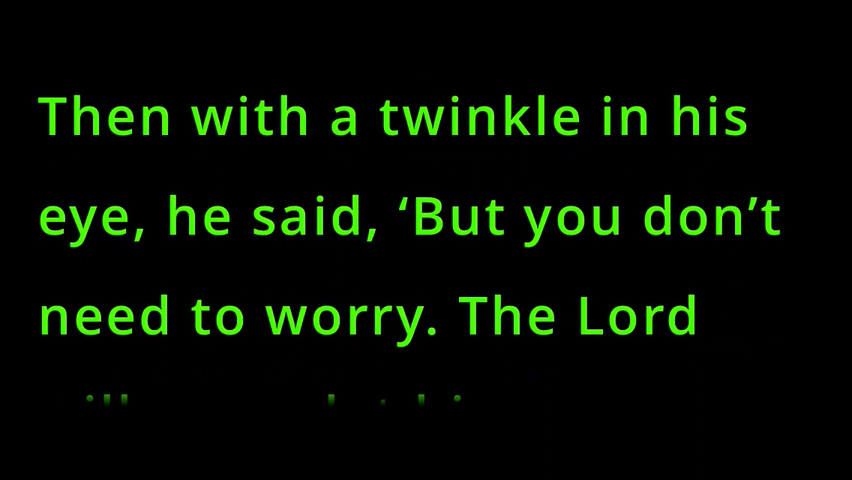 Then with a twinkle in his
eye, he said, ‘But you don’t
need to worry. The Lord